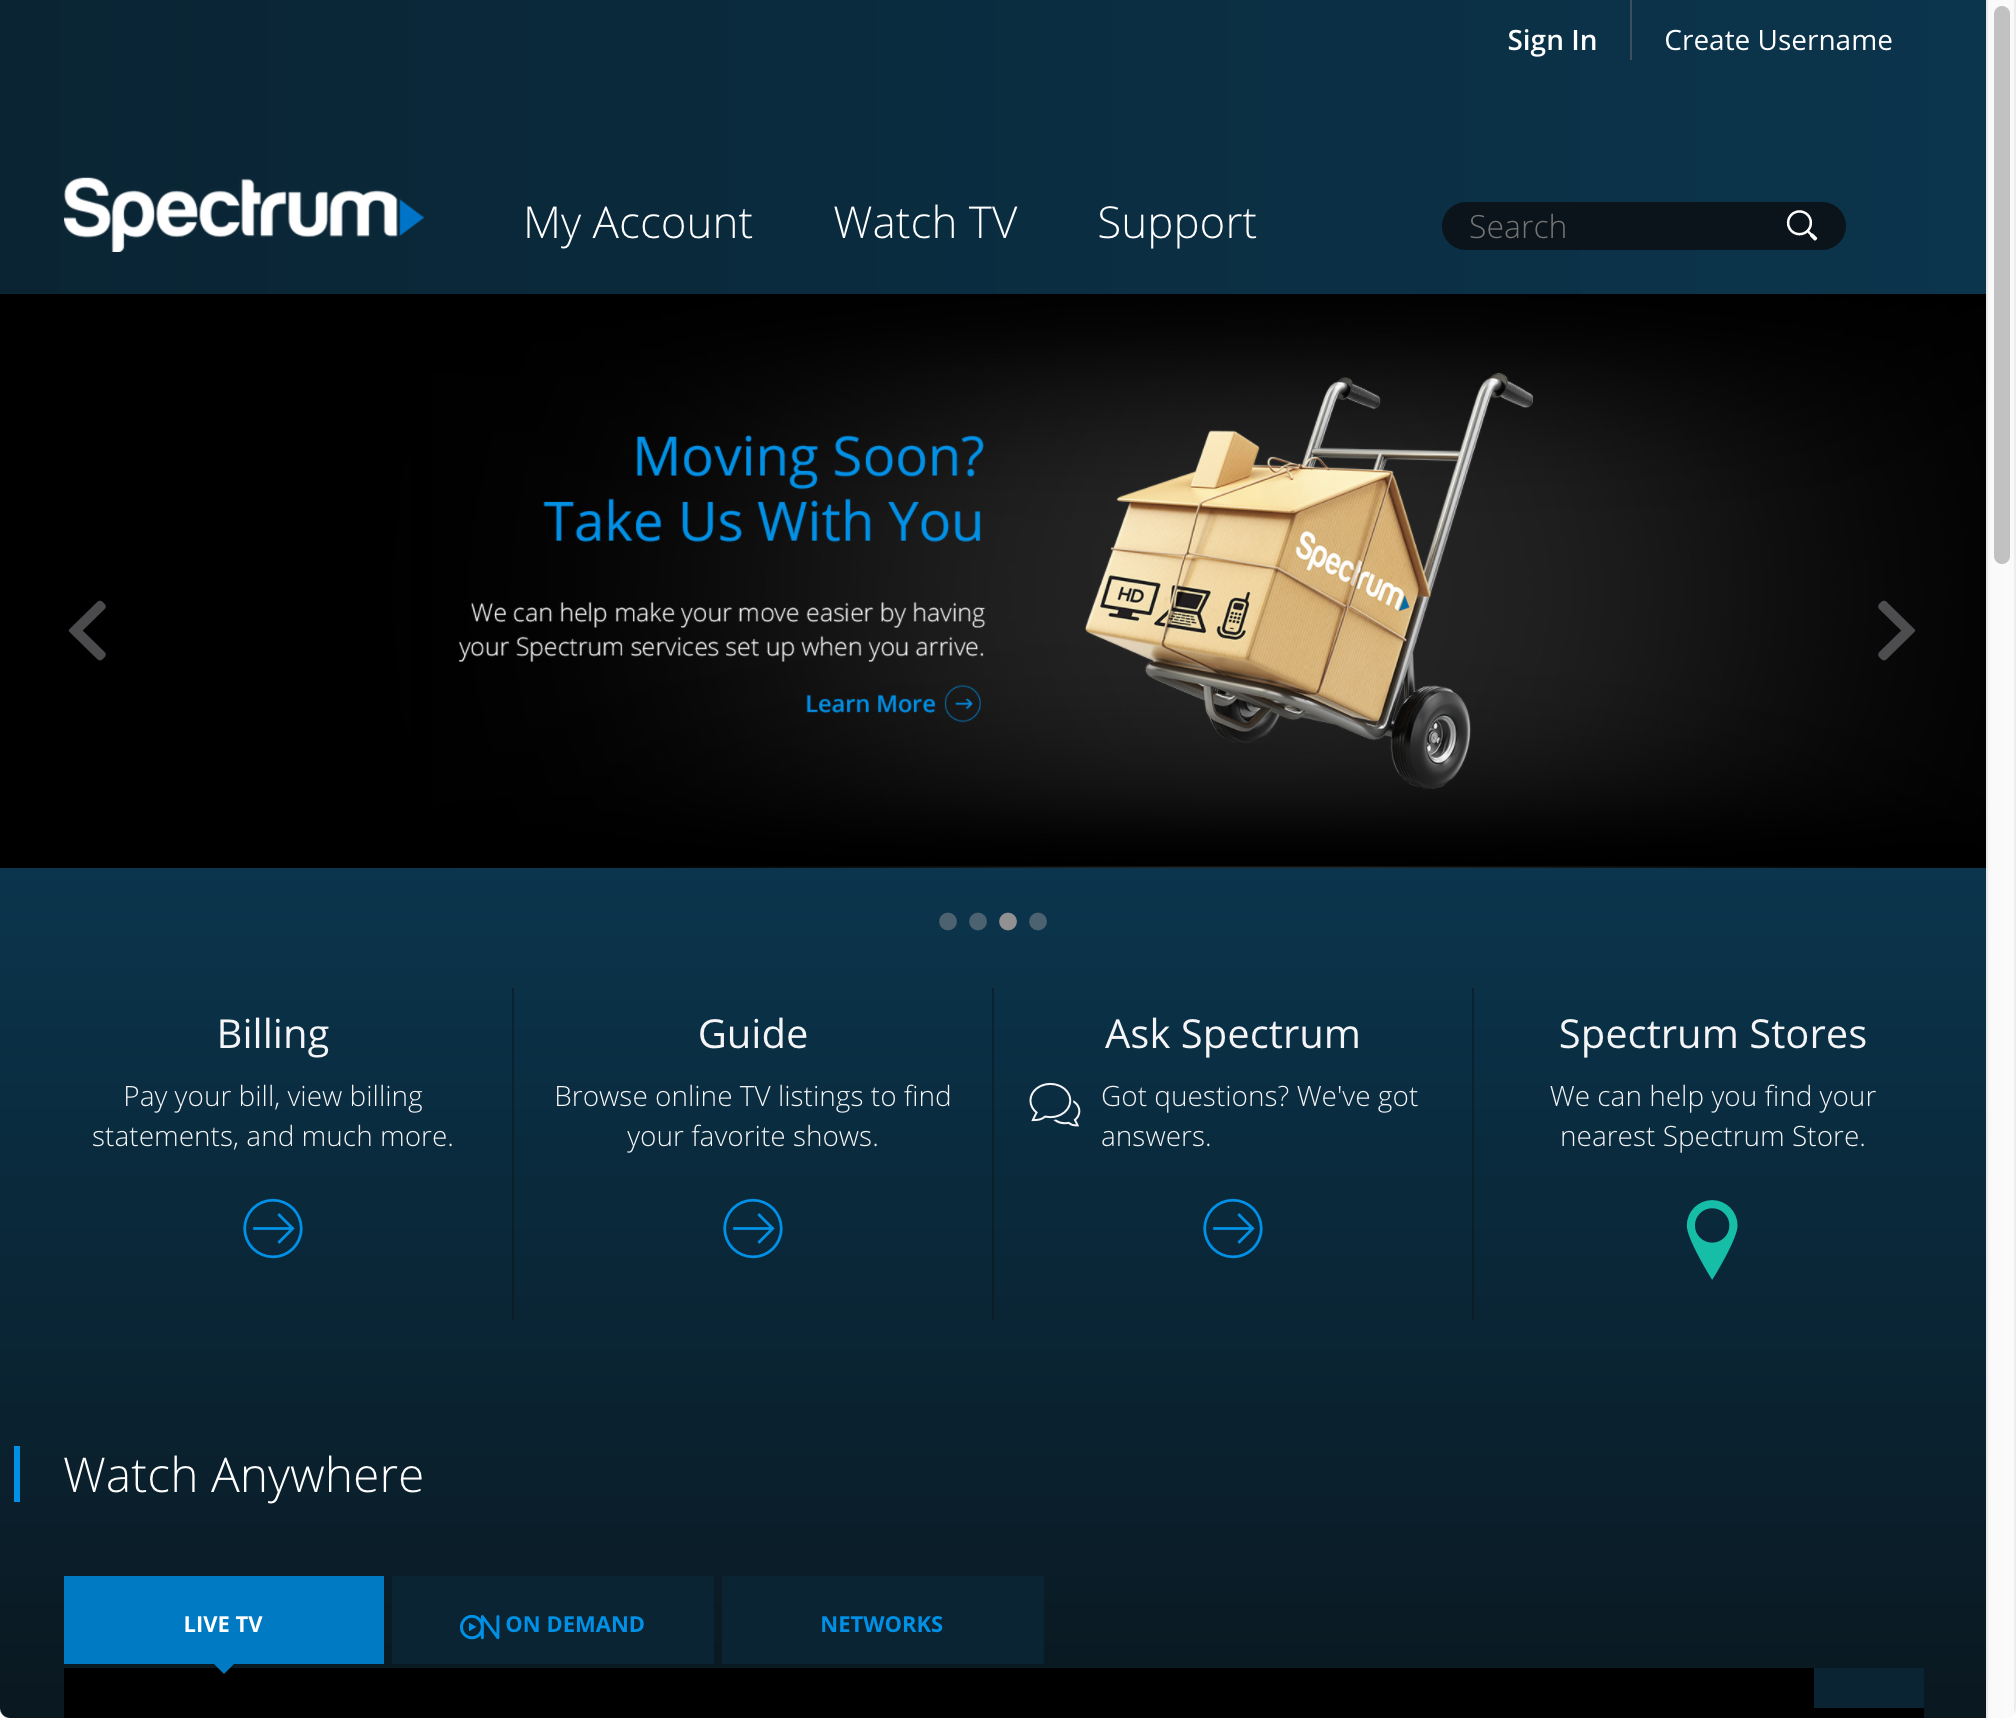 Sign In
Create Username
Spectrum
My Account
Watch TV
Support
Search
Moving Soon?
Take Us With You
We can help make your move easier by having
your Spectrum services set up when you arrive.
Learn More
HD
Spectrum
Billing
Pay your bill, view billing
statements, and much more.
Guide
Browse online TV listings to find
your favorite shows.
Ask Spectrum
Got questions? We've got
answers.
Spectrum Stores
We can help you find your
nearest Spectrum Store.
Watch Anywhere
LIVE TV
ON ON DEMAND
NETWORKS